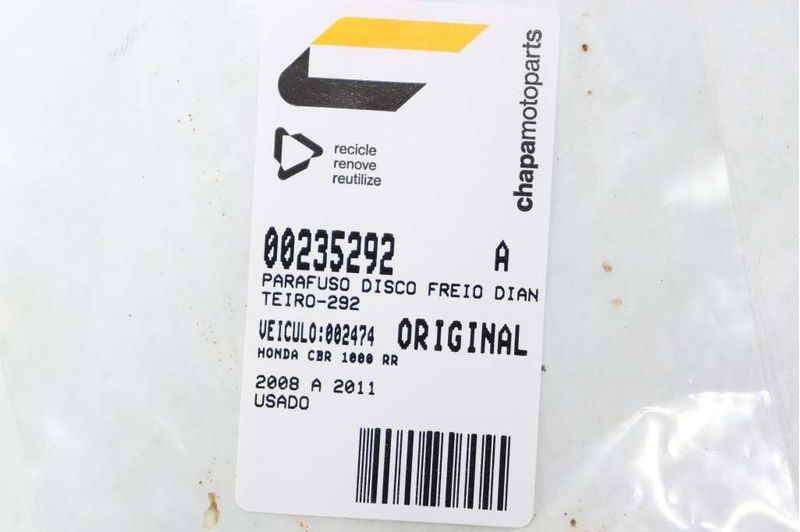 recicle
renove
reutilize
chapamotoparts
00235292 A
PARAFUSO DISCO FREIO DIAN
TEIRO-292
VEICULO:002474 ORIGINAL
HONDA CBR 1000 RR
2008 A 2011
USADO